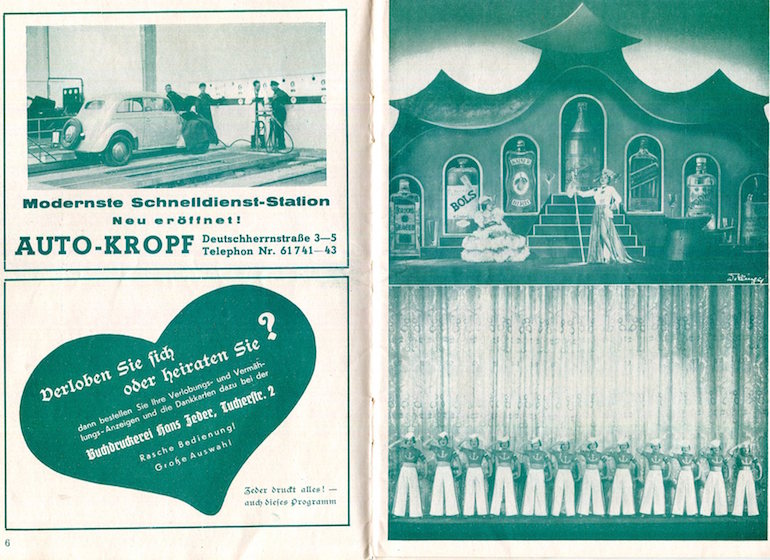 Modernste Schnelldienst-Station
Neu eröffnet!
AUTO-KROPF
Deutschherrnstraße 3—5
Telephon Nr. 61741—43
Verloben Sie sich
oder heiraten Sie?
dann bestellen Sie Ihre Verlobungs- und Vermäh-
lungs-Anzeigen und die Dankkarten dazu bei der
Buchdruckerei Hans Zeder, Tucherstr. 2
Rasche Bedienung!
Große Auswahl
Zeder druckt alles! —
auch dieses Programm
6
BOLS